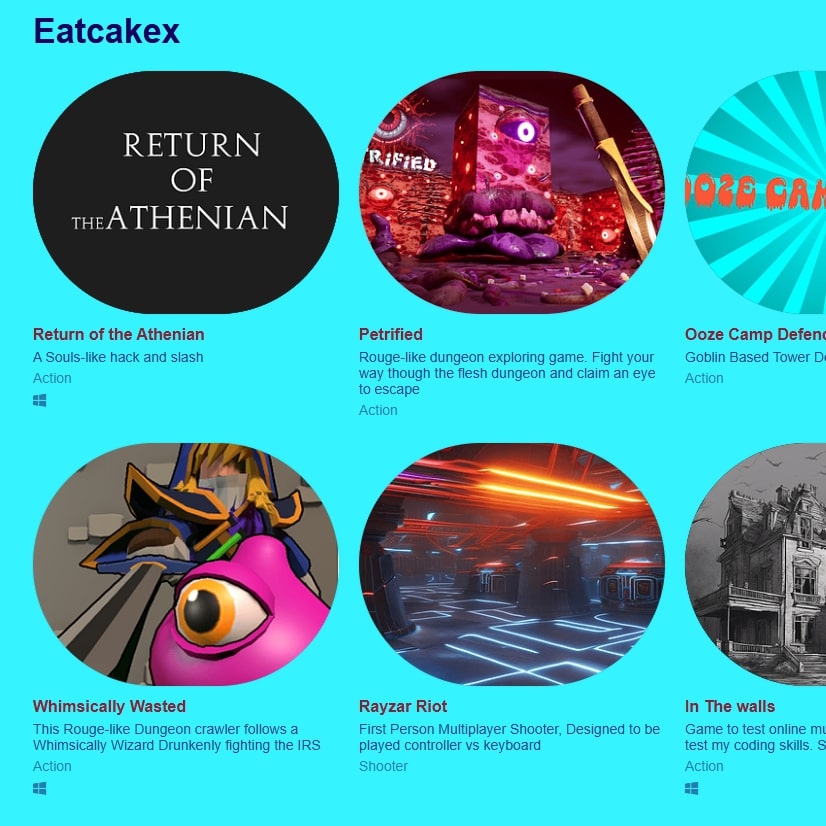 Eatcakex
RETURN
OF
THE ATHENIAN
RIFIED
OOZE CAM
Return of the Athenian
A Souls-like hack and slash
Action
Petrified
Rouge-like dungeon exploring game. Fight your
way though the flesh dungeon and claim an eye
to escape
Action
Ooze Camp Defenc
Goblin Based Tower De
Action
Whimsically Wasted
This Rouge-like Dungeon crawler follows a
Whimsically Wizard Drunkenly fighting the IRS
Action
Rayzar Riot
First Person Multiplayer Shooter, Designed to be
played controller vs keyboard
Shooter
In The walls
Game to test online mu
test my coding skills. S
Action